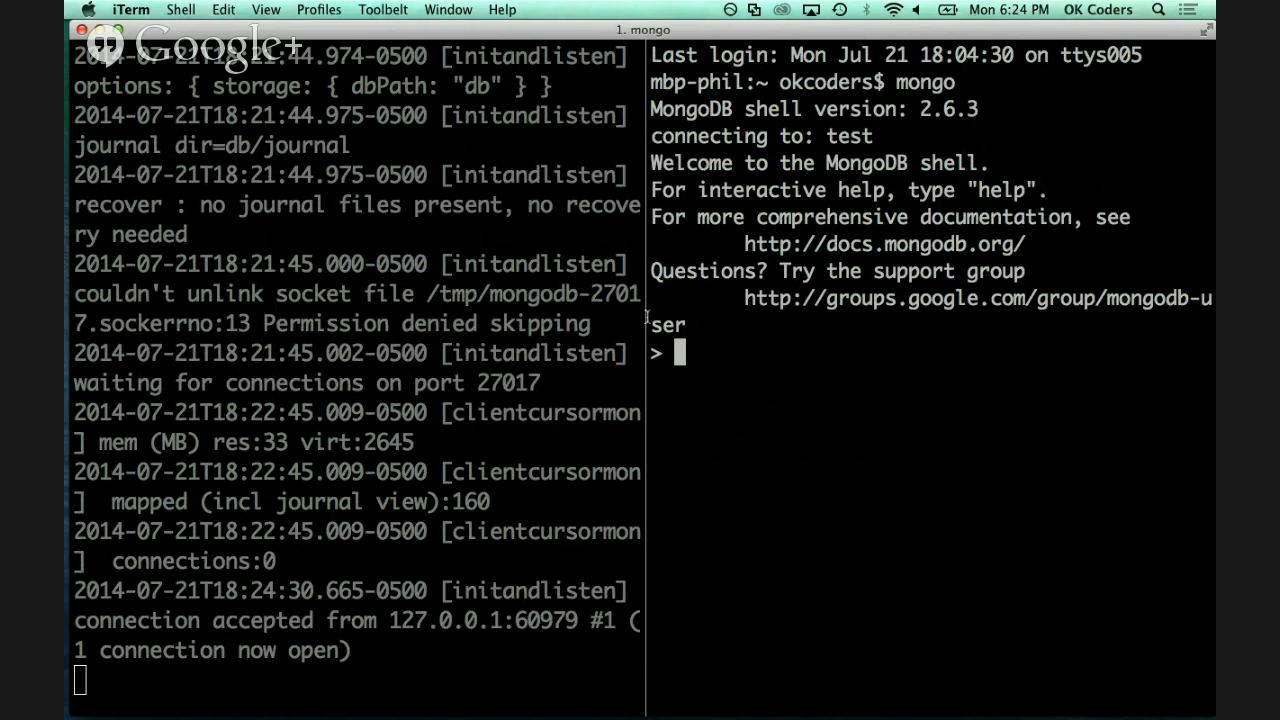 iTerm Shell Edit View Profiles Toolbelt Window Help Mon 6:24 PM OK Coders
1. mongo
Google+
2014-07-21T18:21:44.974-0500 [initandlisten]
options: { storage: { dbPath: "db" } }
2014-07-21T18:21:44.975-0500 [initandlisten]
journal dir=db/journal
2014-07-21T18:21:44.975-0500 [initandlisten]
recover : no journal files present, no recove
ry needed
2014-07-21T18:21:45.000-0500 [initandlisten]
couldn't unlink socket file /tmp/mongodb-2701
7.sockerrno:13 Permission denied skipping
2014-07-21T18:21:45.002-0500 [initandlisten]
waiting for connections on port 27017
2014-07-21T18:22:45.009-0500 [clientcursormon
] mem (MB) res:33 virt:2645
2014-07-21T18:22:45.009-0500 [clientcursormon
]  mapped (incl journal view):160
2014-07-21T18:22:45.009-0500 [clientcursormon
]  connections:0
2014-07-21T18:24:30.665-0500 [initandlisten]
connection accepted from 127.0.0.1:60979 #1 (
1 connection now open)
Last login: Mon Jul 21 18:04:30 on ttys005
mbp-phil:~ okcoders$ mongo
MongoDB shell version: 2.6.3
connecting to: test
Welcome to the MongoDB shell.
For interactive help, type "help".
For more comprehensive documentation, see
http://docs.mongodb.org/
Questions? Try the support group
http://groups.google.com/group/mongodb-u
ser
>